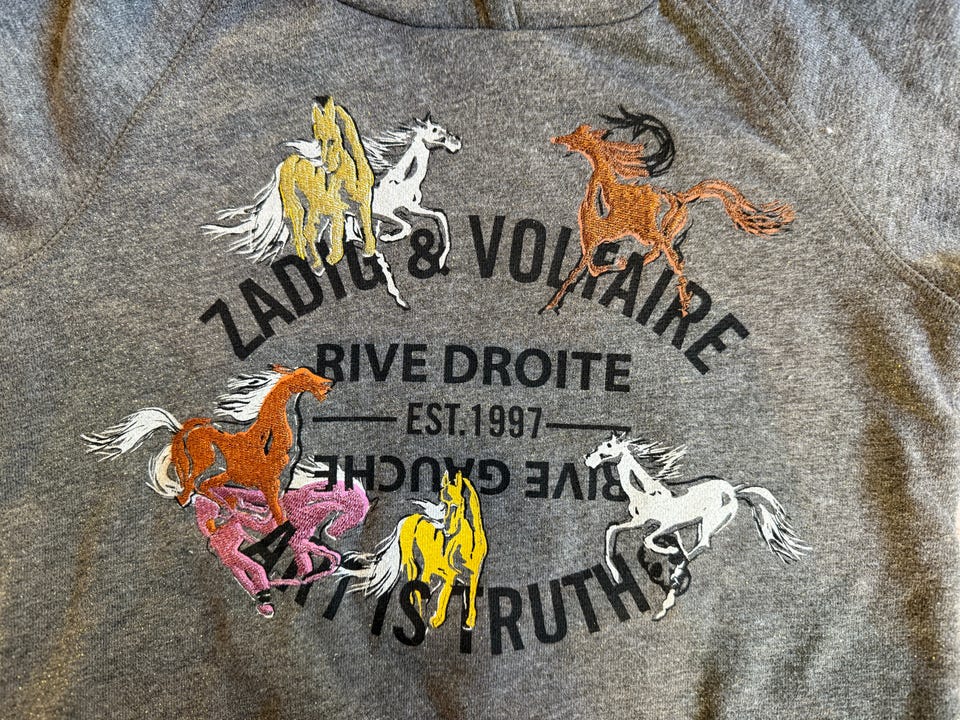 ZADIG & VOLTAIRE
RIVE DROITE
EST.1997
RIVE GAUCHE
ART IS TRUTH